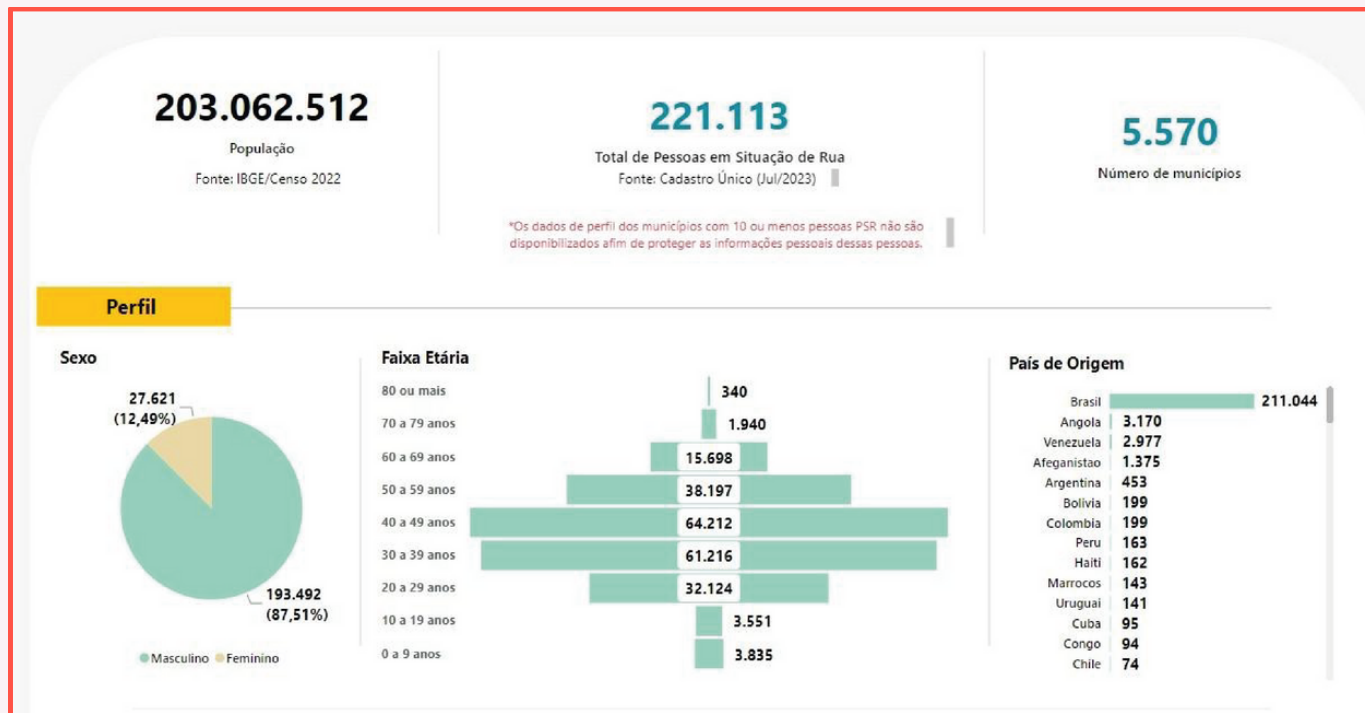 203.062.512
População
Fonte: IBGE/Censo 2022
221.113
Total de Pessoas em Situação de Rua
Fonte: Cadastro Único (Jul/2023)
*Os dados de perfil dos municípios com 10 ou menos pessoas PSR não são
disponibilizados afim de proteger as informações pessoais dessas pessoas.
5.570
Número de municípios
Perfil
Sexo
27.621
(12,49%)
193.492
(87,51%)
Masculino Feminino
Faixa Etária
80 ou mais 340
70 a 79 anos 1.940
60 a 69 anos 15.698
50 a 59 anos 38.197
40 a 49 anos 64.212
30 a 39 anos 61.216
20 a 29 anos 32.124
10 a 19 anos 3.551
0 a 9 anos 3.835
País de Origem
Brasil 211.044
Angola 3.170
Venezuela 2.977
Afeganistao 1.375
Argentina 453
Bolivia 199
Colombia 199
Peru 163
Haiti 162
Marrocos 143
Uruguai 141
Cuba 95
Congo 94
Chile 74